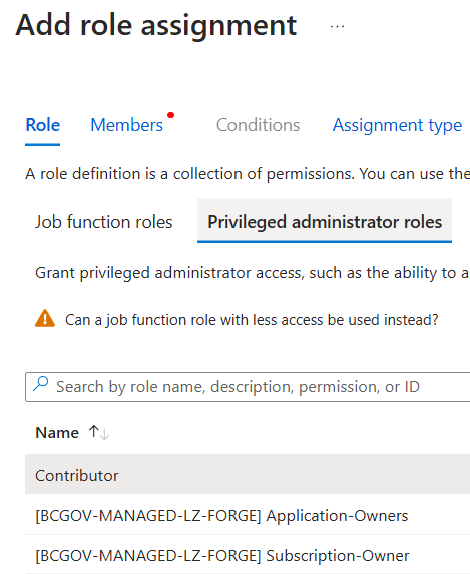 Add role assignment ...
Role Members Conditions Assignment type
A role definition is a collection of permissions. You can use the
Job function roles Privileged administrator roles
Grant privileged administrator access, such as the ability to a
Can a job function role with less access be used instead?
Search by role name, description, permission, or ID
Name ↑↓
Contributor
[BCGOV-MANAGED-LZ-FORGE] Application-Owners
[BCGOV-MANAGED-LZ-FORGE] Subscription-Owner